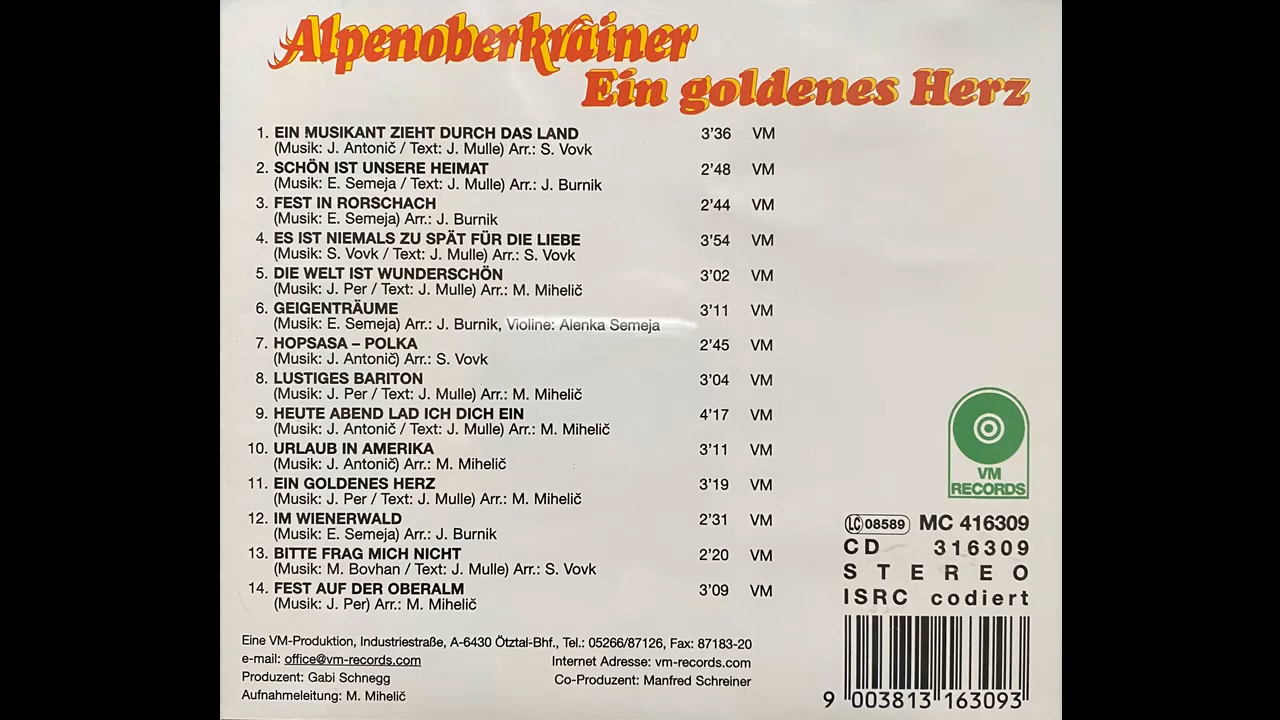 Alpenoberkrainer
Ein goldenes Herz
1. EIN MUSIKANT ZIEHT DURCH DAS LAND 3'36 VM
(Musik: J. Antonič / Text: J. Mulle) Arr.: S. Vovk
2. SCHÖN IST UNSERE HEIMAT 2'48 VM
(Musik: E. Semeja / Text: J. Mulle) Arr.: J. Burnik
3. FEST IN RORSCHACH 2'44 VM
(Musik: E. Semeja) Arr.: J. Burnik
4. ES IST NIEMALS ZU SPÄT FÜR DIE LIEBE 3'54 VM
(Musik: S. Vovk / Text: J. Mulle) Arr.: S. Vovk
5. DIE WELT IST WUNDERSCHÖN 3'02 VM
(Musik: J. Per / Text: J. Mulle) Arr.: M. Mihelič
6. GEIGENTRÄUME 3'11 VM
(Musik: E. Semeja) Arr.: J. Burnik, Violine: Alenka Semeja
7. HOPSASA – POLKA 2'45 VM
(Musik: J. Antonič) Arr.: S. Vovk
8. LUSTIGES BARITON 3'04 VM
(Musik: J. Per / Text: J. Mulle) Arr.: M. Mihelič
9. HEUTE ABEND LAD ICH DICH EIN 4'17 VM
(Musik: J. Antonič / Text: J. Mulle) Arr.: M. Mihelič
10. URLAUB IN AMERIKA 3'11 VM
(Musik: J. Antonič) Arr.: M. Mihelič
11. EIN GOLDENES HERZ 3'19 VM
(Musik: J. Per / Text: J. Mulle) Arr.: M. Mihelič
12. IM WIENERWALD 2'31 VM
(Musik: E. Semeja) Arr.: J. Burnik
13. BITTE FRAG MICH NICHT 2'20 VM
(Musik: M. Bovhan / Text: J. Mulle) Arr.: S. Vovk
14. FEST AUF DER OBERALM 3'09 VM
(Musik: J. Per) Arr.: M. Mihelič
VM
RECORDS
LC 08589 MC 416309
CD 316309
STEREO
ISRC codiert
9 003813 163093
Eine VM-Produktion, Industriestraße, A-6430 Ötztal-Bhf., Tel.: 05266/87126, Fax: 87183-20
e-mail: office@vm-records.com Internet Adresse: vm-records.com
Produzent: Gabi Schnegg Co-Produzent: Manfred Schreiner
Aufnahmeleitung: M. Mihelič